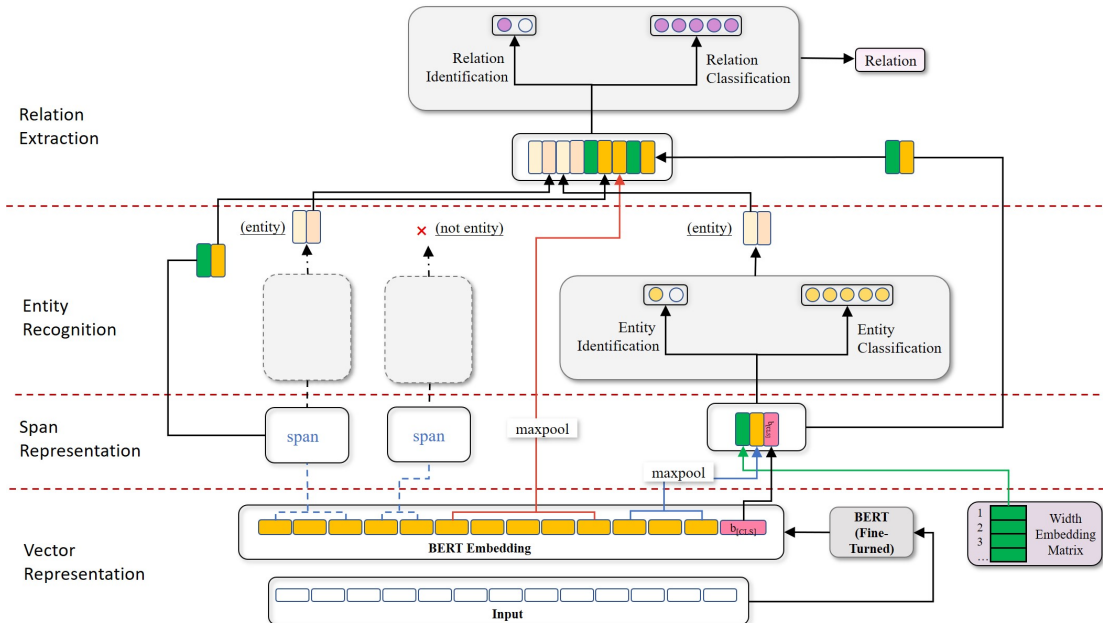 Relation
Identification
Relation
Classification
Relation
Relation
Extraction
(entity)
(not entity)
(entity)
Entity
Recognition
Entity
Identification
Entity
Classification
Span
Representation
span
span
maxpool
b[CLS]
maxpool
Vector
Representation
b[CLS]
BERT Embedding
BERT
(Fine-
Turned)
1
2
3
...
Width
Embedding
Matrix
Input